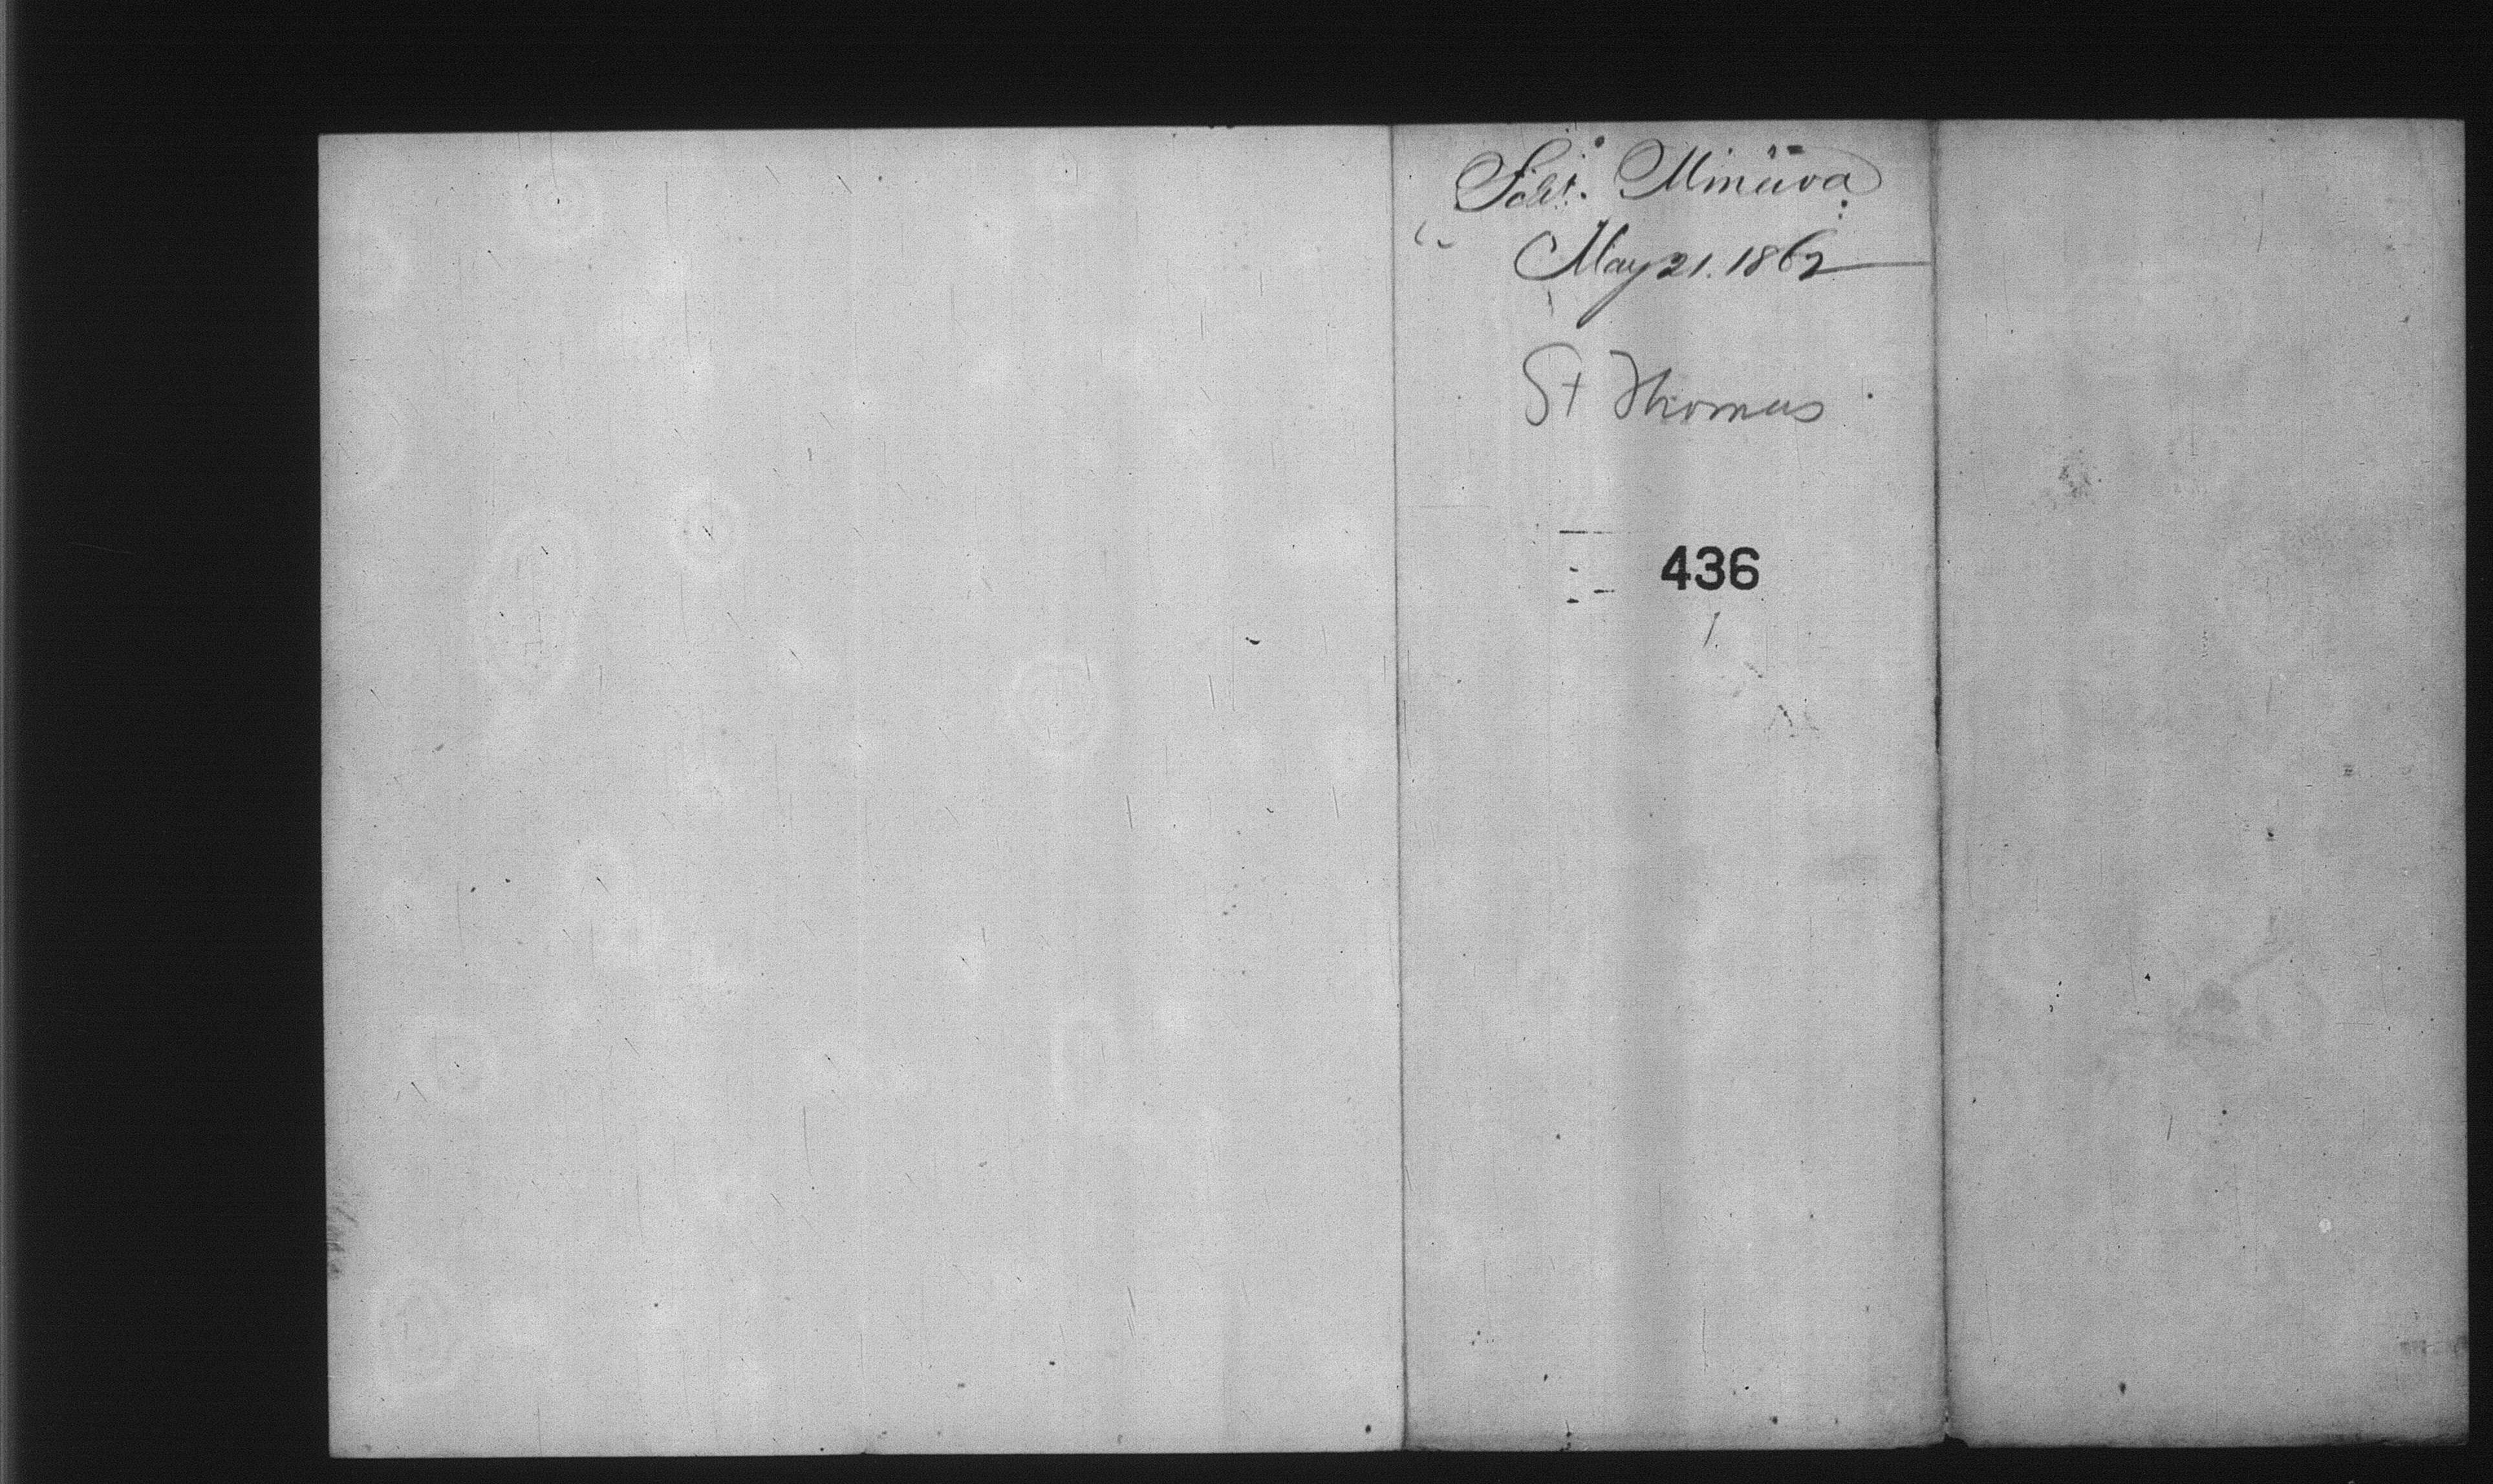 Schr. Minerva
May 21. 1862
St Thomas
436